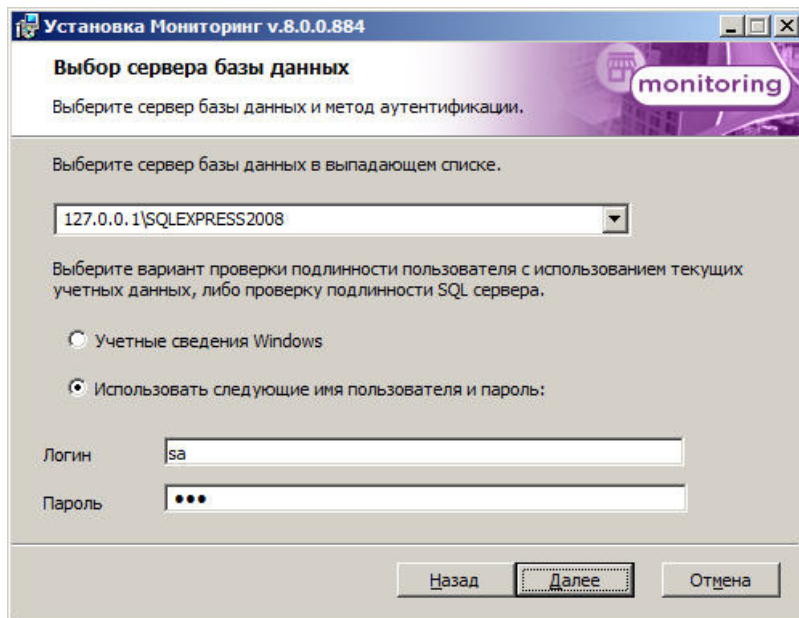 Установка Мониторинг v.8.0.0.884
Выбор сервера базы данных
monitoring
Выберите сервер базы данных и метод аутентификации.
Выберите сервер базы данных в выпадающем списке.
127.0.0.1\SQLEXPRESS2008
Выберите вариант проверки подлинности пользователя с использованием текущих
учетных данных, либо проверку подлинности SQL сервера.
Учетные сведения Windows
Использовать следующие имя пользователя и пароль:
Логин
sa
Пароль
•••
Назад Далее Отмена